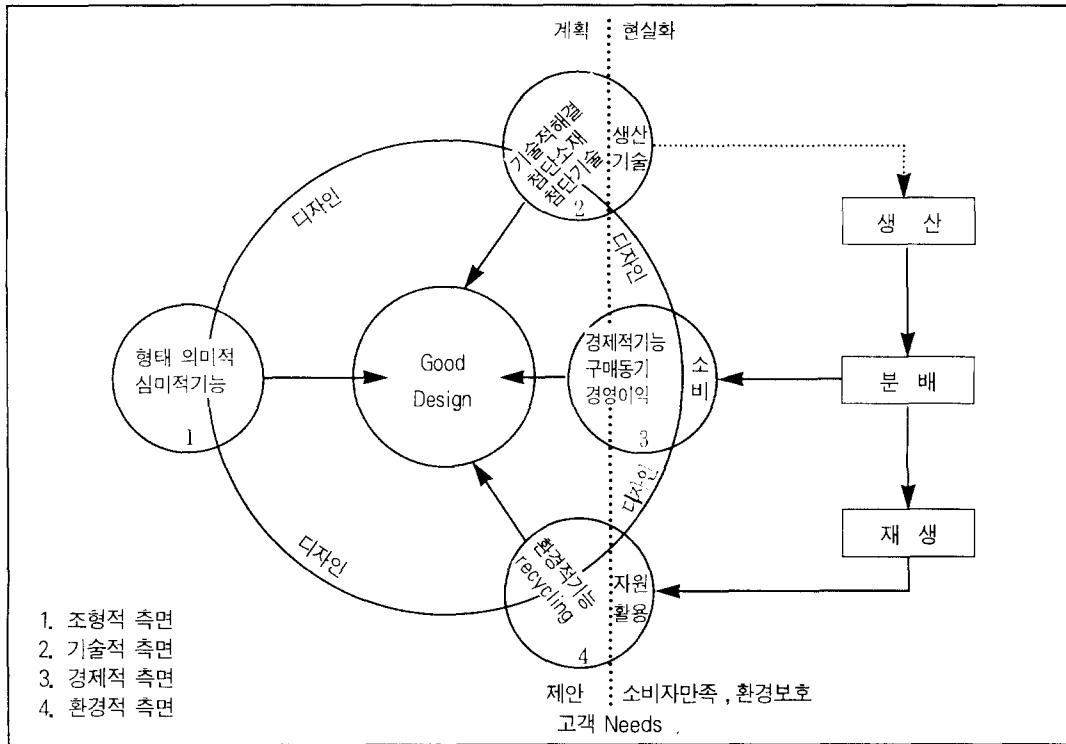 계획 현실화
기술적해결
첨단소재
첨단기술
2
생산
기술
디자인
디자인
생 산
형태 의미적
심미적기능
1
Good
Design
경제적기능
구매동기
경영이익
3
소
비
분 배
디자인
디자인
환경적기능
recycling
4
자원
활용
재 생
1. 조형적 측면
2. 기술적 측면
3. 경제적 측면
4. 환경적 측면
제안 소비자만족 , 환경보호
고객 Needs